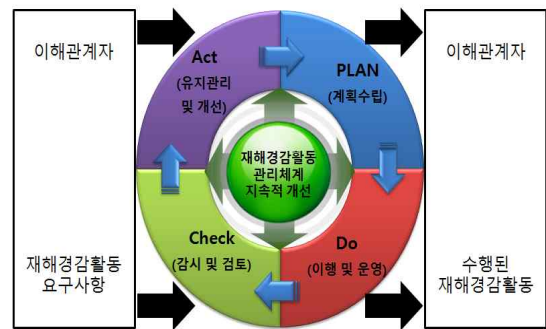 이해관계자
재해경감활동
요구사항
Act
(유지관리
및 개선)
PLAN
(계획수립)
재해경감활동
관리체계
지속적 개선
Check
(감시 및 검토)
Do
(이행 및 운영)
이해관계자
수행된
재해경감활동